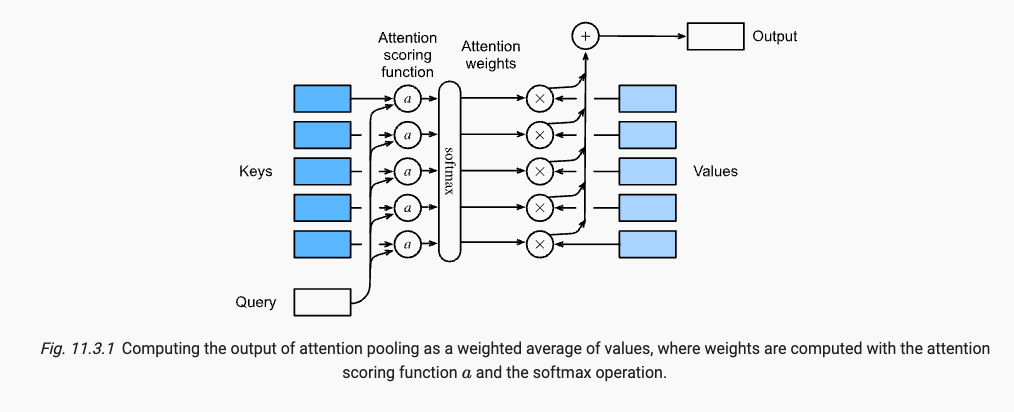 Attention
scoring
function
Attention
weights
+
Output
a
×
a
×
Keys
a
softmax
×
Values
a
×
a
×
Query
Fig. 11.3.1 Computing the output of attention pooling as a weighted average of values, where weights are computed with the attention
scoring function a and the softmax operation.